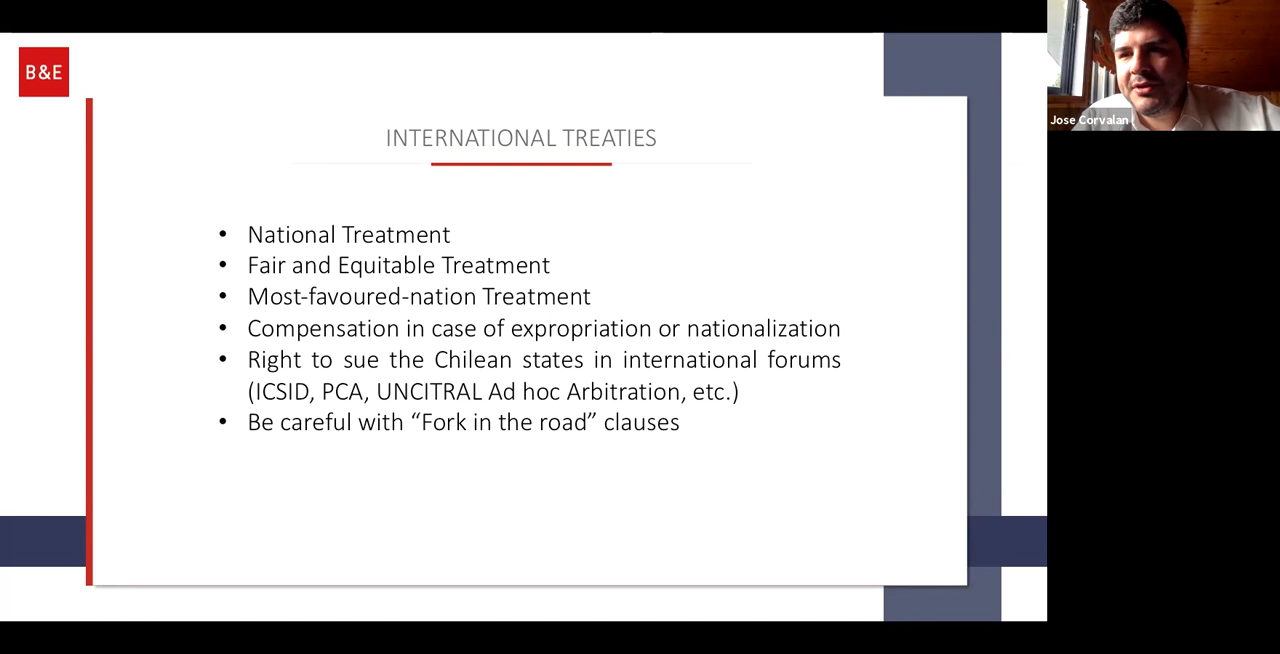 B&E
INTERNATIONAL TREATIES
• National Treatment
• Fair and Equitable Treatment
• Most-favoured-nation Treatment
• Compensation in case of expropriation or nationalization
• Right to sue the Chilean states in international forums
(ICSID, PCA, UNCITRAL Ad hoc Arbitration, etc.)
• Be careful with “Fork in the road” clauses
Jose Corvalan